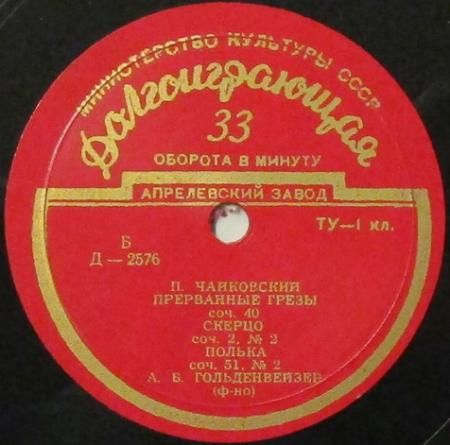 МИНИСТЕРСТВО КУЛЬТУРЫ СССР
Долгоиграющая
33
ОБОРОТА В МИНУТУ
АПРЕЛЕВСКИЙ ЗАВОД
ТУ—1 кл.
Б
Д — 2576
П. ЧАЙКОВСКИЙ
ПРЕРВАННЫЕ ГРЕЗЫ
соч. 40
СКЕРЦО
соч. 2, № 2
ПОЛЬКА
соч. 51, № 2
А. Б. ГОЛЬДЕНВЕЙЗЕР
(ф-но)